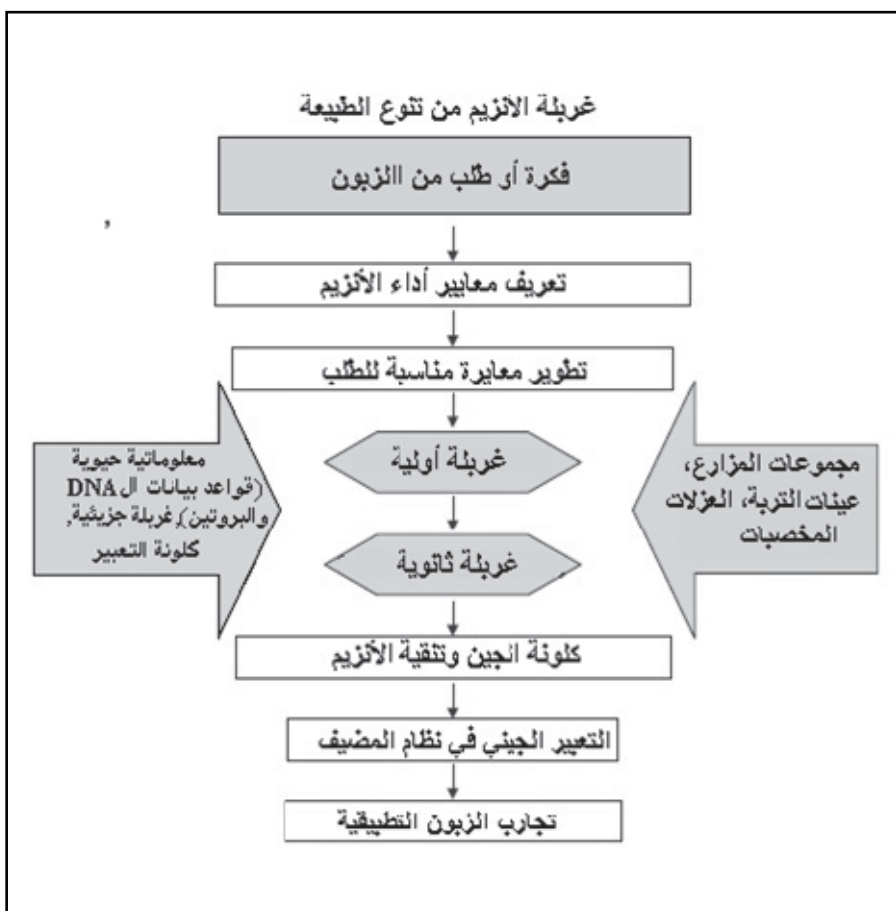 غربلة الأنزيم من تنوع الطبيعة
فكرة أو طلب من االزبون
,
تعريف معايير أداء الأنزيم
تطوير معايرة مناسبة للطلب
غربلة أولية
غربلة ثانوية
معلوماتية حيوية
(قواعد بيانات ال DNA
والبروتين), غربلة جزيئية,
كلونة التعبير
مجموعات المزارع،
عينات التربة، العزلات
المخصبات
كلونة الجين وتنقية الأنزيم
التعبير الجيني في نظام المضيف
تجارب الزبون التطبيقية